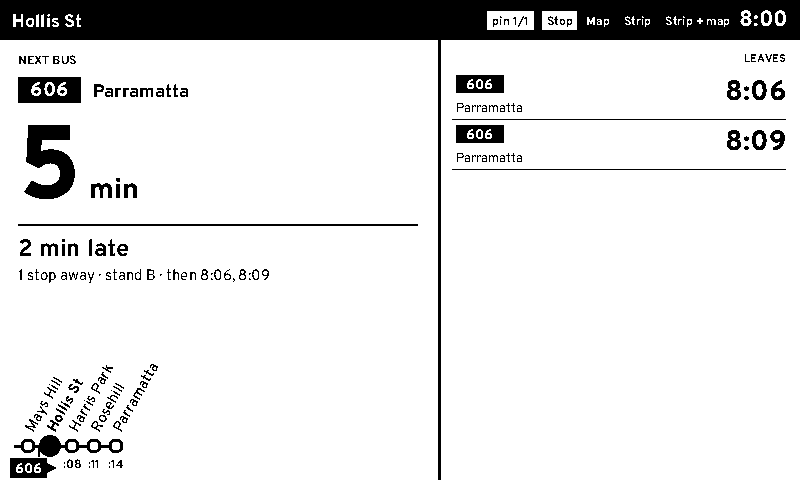 Hollis St
pin 1/1 Stop Map Strip Strip + map 8:00
NEXT BUS
606 Parramatta
5 min
2 min late
1 stop away · stand B · then 8:06, 8:09
Mays Hill
Hollis St
Harris Park
Rosehill
Parramatta
606 :08 :11 :14
LEAVES
606 8:06
Parramatta
606 8:09
Parramatta